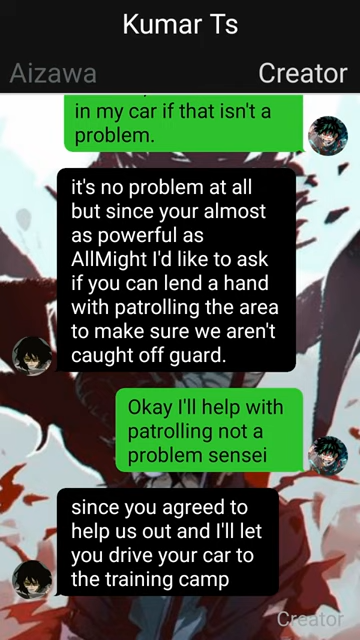 Kumar Ts
Aizawa
Creator
in my car if that isn't a
problem.
it's no problem at all
but since your almost
as powerful as
AllMight I'd like to ask
if you can lend a hand
with patrolling the area
to make sure we aren't
caught off guard.
Okay I'll help with
patrolling not a
problem sensei
since you agreed to
help us out and I'll let
you drive your car to
the training camp
Creator